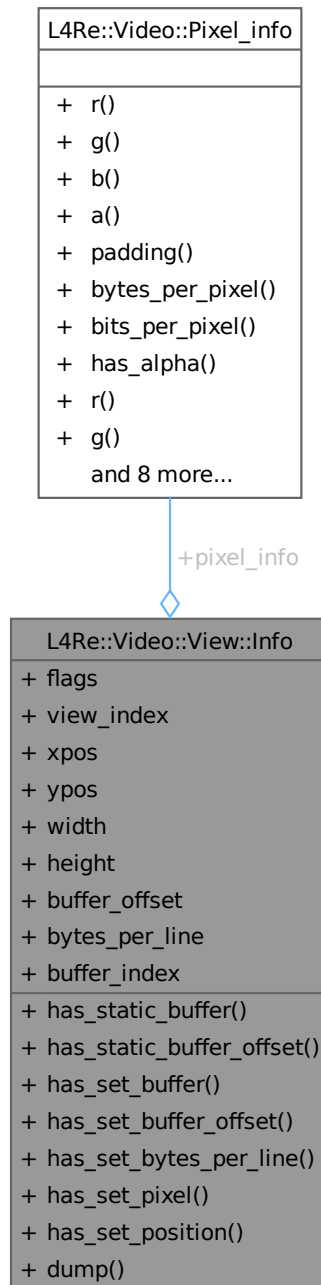 L4Re::Video::Pixel_info
+ r()
+ g()
+ b()
+ a()
+ padding()
+ bytes_per_pixel()
+ bits_per_pixel()
+ has_alpha()
+ r()
+ g()
and 8 more...
+pixel_info
L4Re::Video::View::Info
+ flags
+ view_index
+ xpos
+ ypos
+ width
+ height
+ buffer_offset
+ bytes_per_line
+ buffer_index
+ has_static_buffer()
+ has_static_buffer_offset()
+ has_set_buffer()
+ has_set_buffer_offset()
+ has_set_bytes_per_line()
+ has_set_pixel()
+ has_set_position()
+ dump()